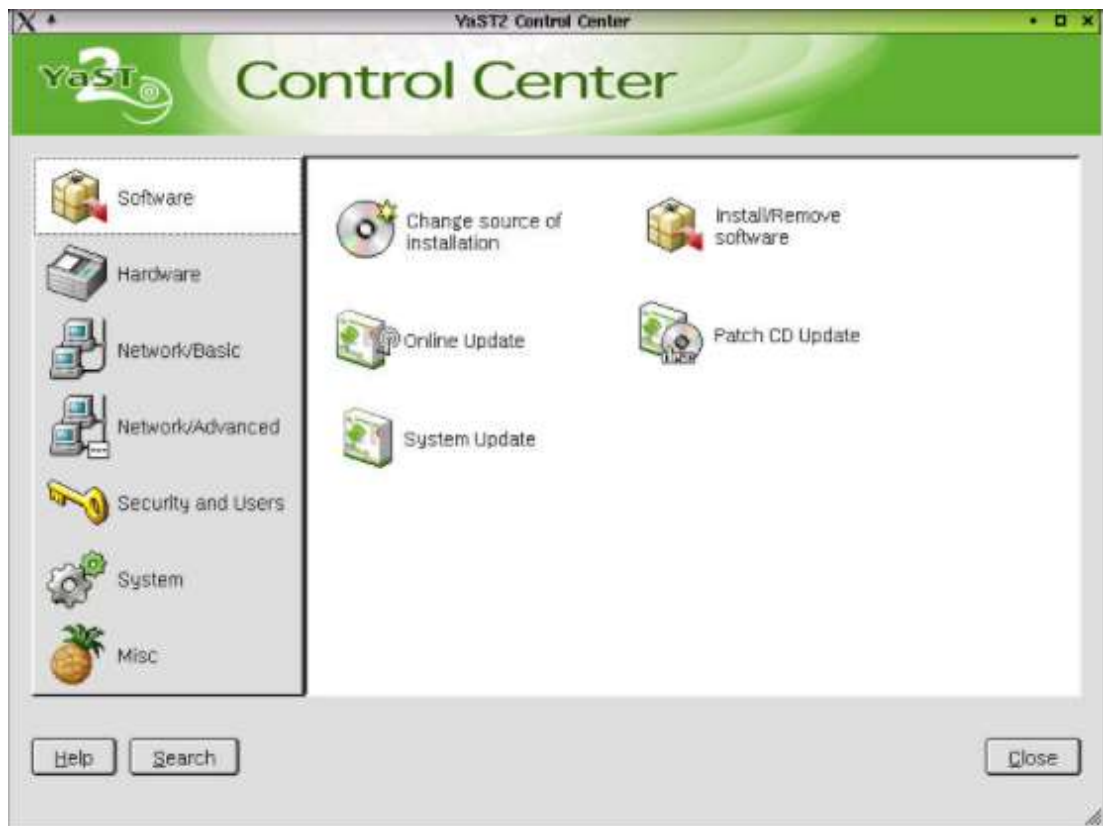 YaST2 Control Center
YaST2
Control Center
Software
Hardware
Network/Basic
Network/Advanced
Security and Users
System
Misc
Change source of
installation
Install/Remove
software
Online Update
Patch CD Update
System Update
Help
Search
Close